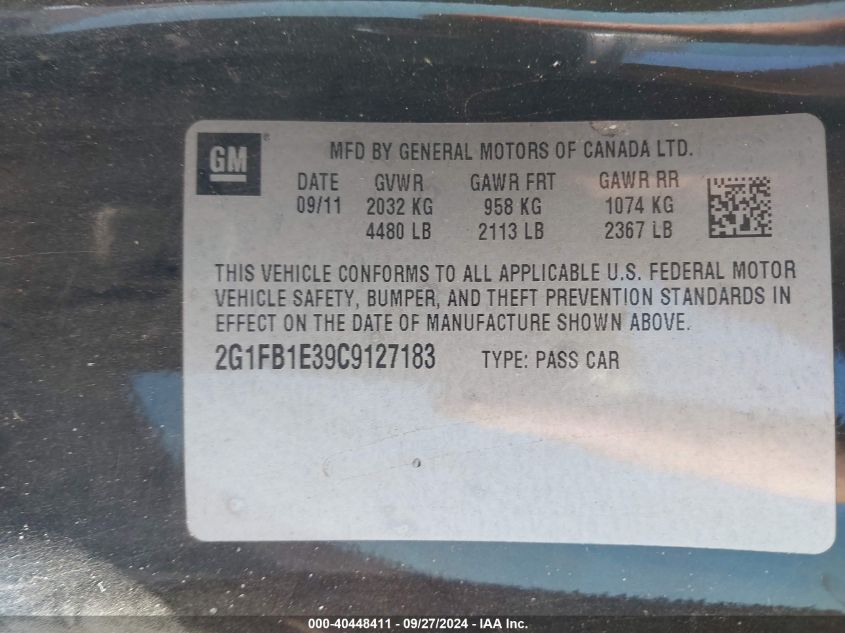 GM ®
MFD BY GENERAL MOTORS OF CANADA LTD.
DATE GVWR GAWR FRT GAWR RR
09/11 2032 KG 958 KG 1074 KG
4480 LB 2113 LB 2367 LB
THIS VEHICLE CONFORMS TO ALL APPLICABLE U.S. FEDERAL MOTOR
VEHICLE SAFETY, BUMPER, AND THEFT PREVENTION STANDARDS IN
EFFECT ON THE DATE OF MANUFACTURE SHOWN ABOVE.
2G1FB1E39C9127183 TYPE: PASS CAR
000-40448411 - 09/27/2024 - IAA Inc.